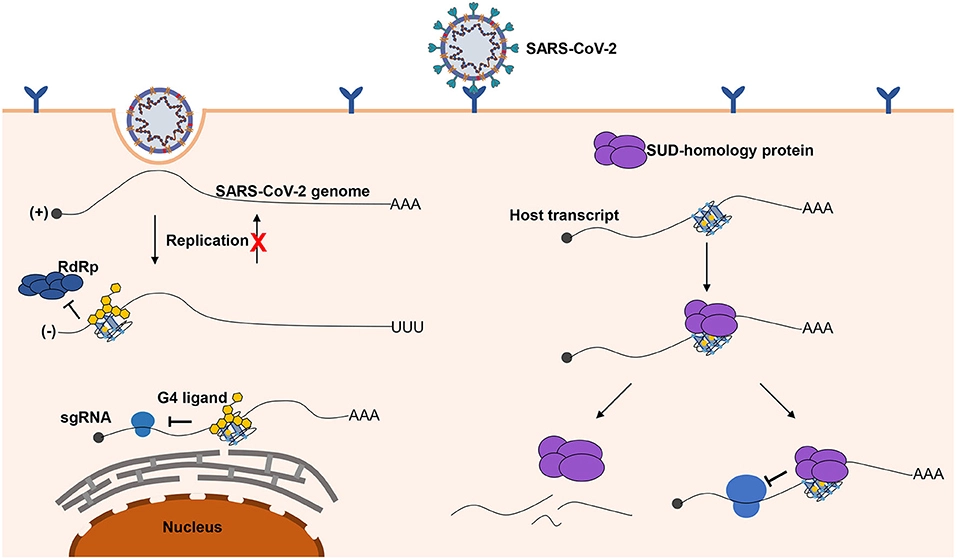 SARS-CoV-2
SUD-homology protein
SARS-CoV-2 genome
(+)
AAA
Replication
X
Host transcript
AAA
RdRp
(-)
UUU
AAA
G4 ligand
sgRNA
AAA
AAA
Nucleus